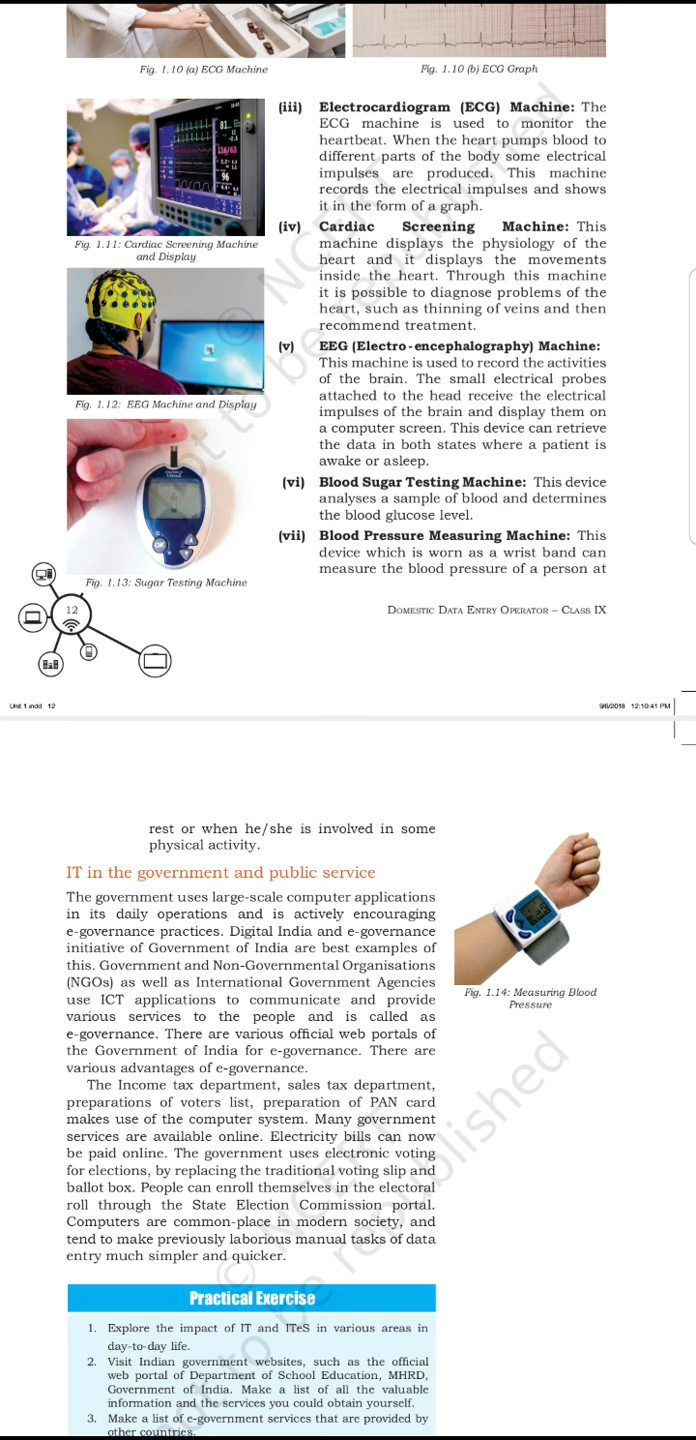 Fig. 1.10 (a) ECG Machine
Fig. 1.10 (b) ECG Graph
(iii) Electrocardiogram (ECG) Machine: The
ECG machine is used to monitor the
heartbeat. When the heart pumps blood to
different parts of the body some electrical
impulses are produced. This machine
records the electrical impulses and shows
it in the form of a graph.
Fig. 1.11: Cardiac Screening Machine
and Display
(iv) Cardiac Screening Machine: This
machine displays the physiology of the
heart and it displays the movements
inside the heart. Through this machine
it is possible to diagnose problems of the
heart, such as thinning of veins and then
recommend treatment.
(v) EEG (Electro-encephalography) Machine:
This machine is used to record the activities
of the brain. The small electrical probes
attached to the head receive the electrical
impulses of the brain and display them on
a computer screen. This device can retrieve
the data in both states where a patient is
awake or asleep.
Fig. 1.12: EEG Machine and Display
(vi) Blood Sugar Testing Machine: This device
analyses a sample of blood and determines
the blood glucose level.
(vii) Blood Pressure Measuring Machine: This
device which is worn as a wrist band can
measure the blood pressure of a person at
OK
Fig. 1.13: Sugar Testing Machine
12
DOMESTIC DATA ENTRY OPERATOR – CLASS IX
Unit 1.indd 12
9/6/2018 12:10:41 PM
© NCERT
not to be republished
rest or when he/she is involved in some
physical activity.
IT in the government and public service
The government uses large-scale computer applications
in its daily operations and is actively encouraging
e-governance practices. Digital India and e-governance
initiative of Government of India are best examples of
this. Government and Non-Governmental Organisations
(NGOs) as well as International Government Agencies
use ICT applications to communicate and provide
various services to the people and is called as
e-governance. There are various official web portals of
the Government of India for e-governance. There are
various advantages of e-governance.
Fig. 1.14: Measuring Blood
Pressure
The Income tax department, sales tax department,
preparations of voters list, preparation of PAN card
makes use of the computer system. Many government
services are available online. Electricity bills can now
be paid online. The government uses electronic voting
for elections, by replacing the traditional voting slip and
ballot box. People can enroll themselves in the electoral
roll through the State Election Commission portal.
Computers are common-place in modern society, and
tend to make previously laborious manual tasks of data
entry much simpler and quicker.
Practical Exercise
1. Explore the impact of IT and ITeS in various areas in
day-to-day life.
2. Visit Indian government websites, such as the official
web portal of Department of School Education, MHRD,
Government of India. Make a list of all the valuable
information and the services you could obtain yourself.
3. Make a list of e-government services that are provided by
other countries.
© NCERT
not to be republished